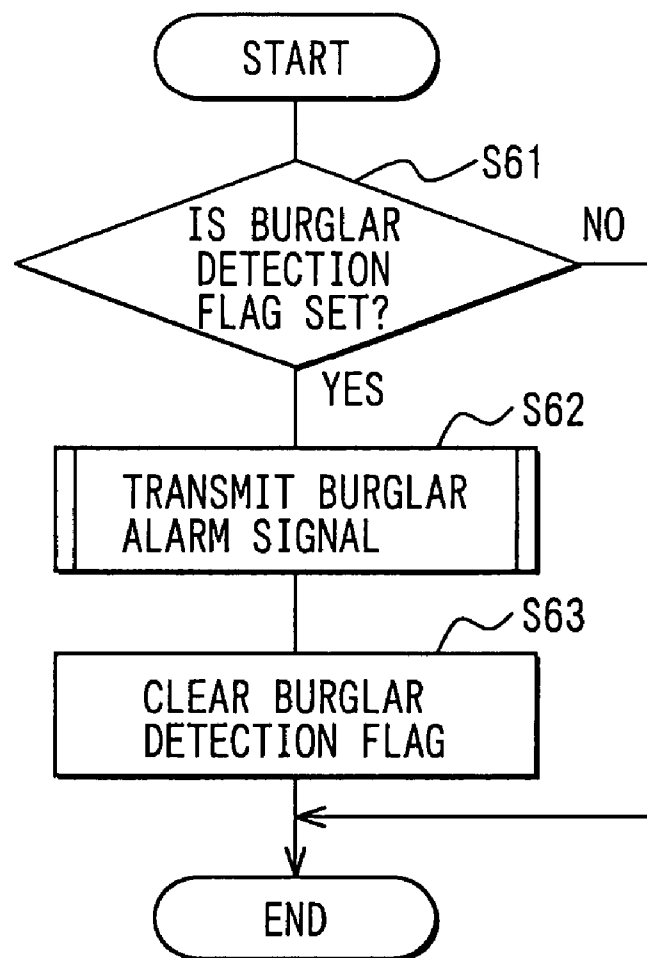 START
S61
IS BURGLAR
DETECTION
FLAG SET?
NO
YES
S62
TRANSMIT BURGLAR
ALARM SIGNAL
S63
CLEAR BURGLAR
DETECTION FLAG
END